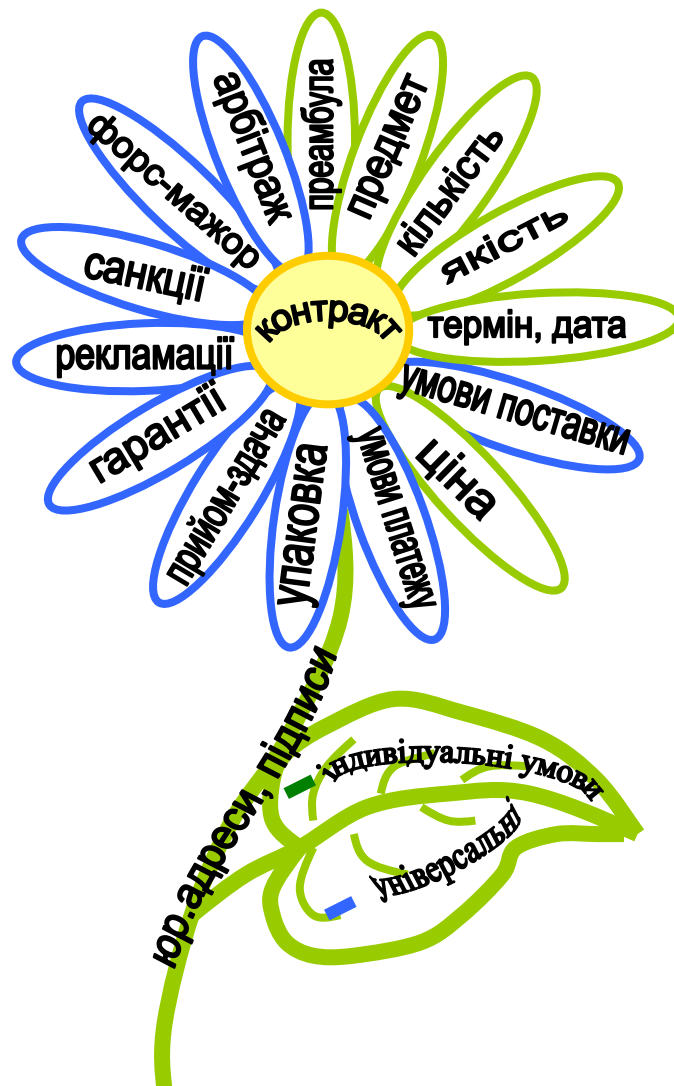 контракт
преамбула
предмет
кількість
якість
термін, дата
умови поставки
ціна
умови платежу
упаковка
прийом-здача
гарантії
рекламації
санкції
форс-мажор
арбітраж
юр.адреси, підписи
індивідуальні умови
універсальні